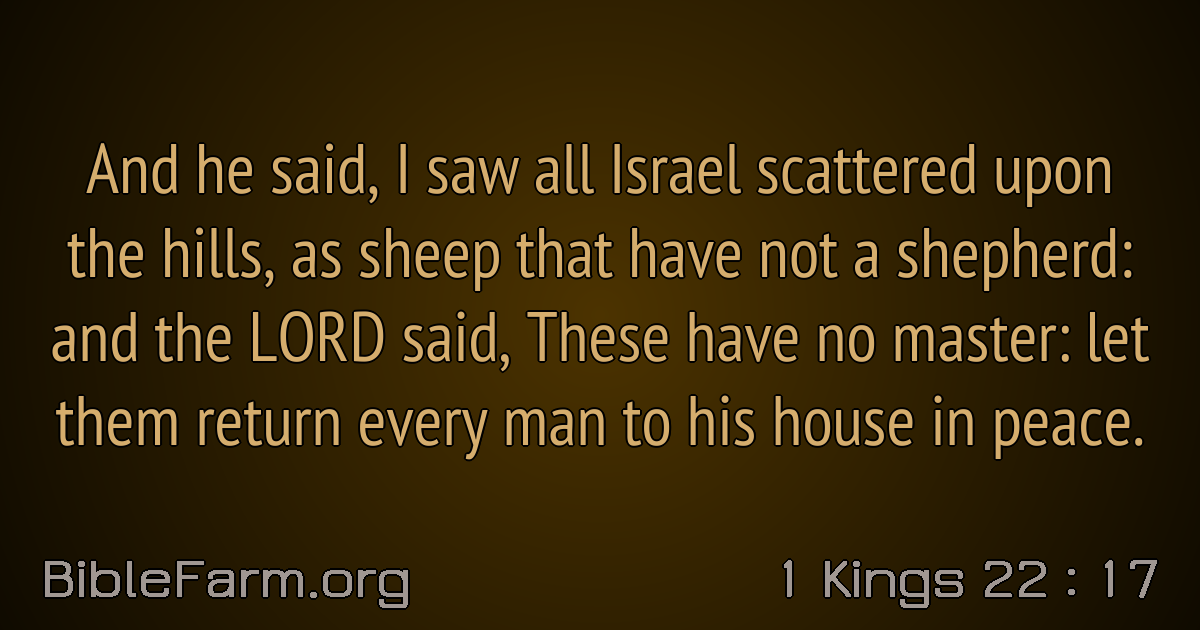 And he said, I saw all Israel scattered upon
the hills, as sheep that have not a shepherd:
and the LORD said, These have no master: let
them return every man to his house in peace.
BibleFarm.org
1 Kings 22 : 17